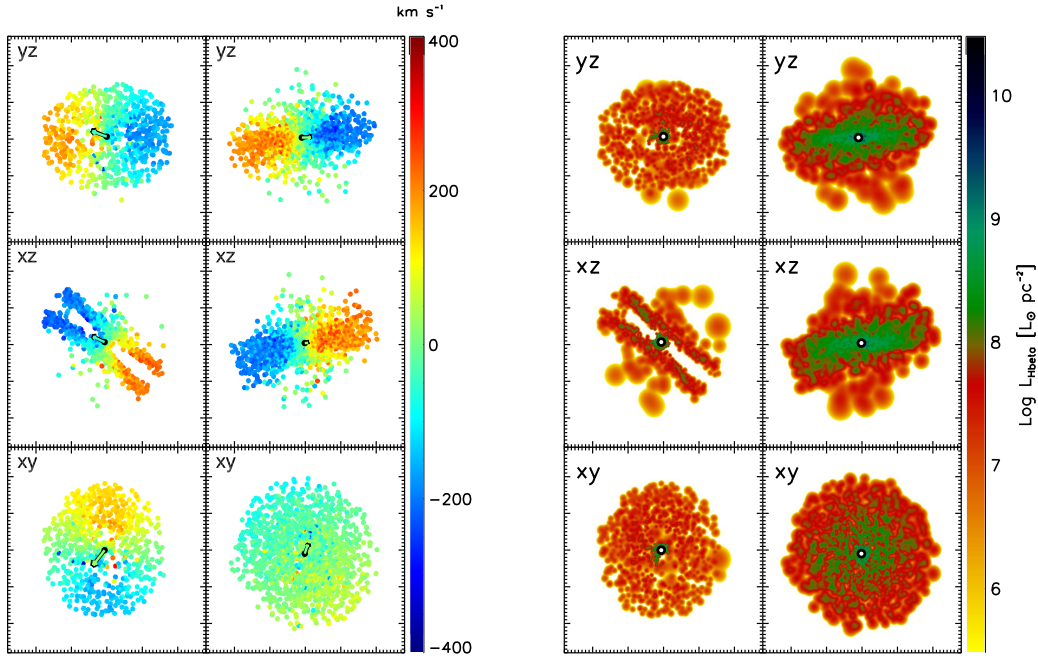 km s⁻¹
yz yz
400
xz xz
200
0
xy xy
−200
−400
yz yz
10
9
xz xz
8
7
xy xy
6
Log L_Hbeta [L_⊙ pc⁻²]